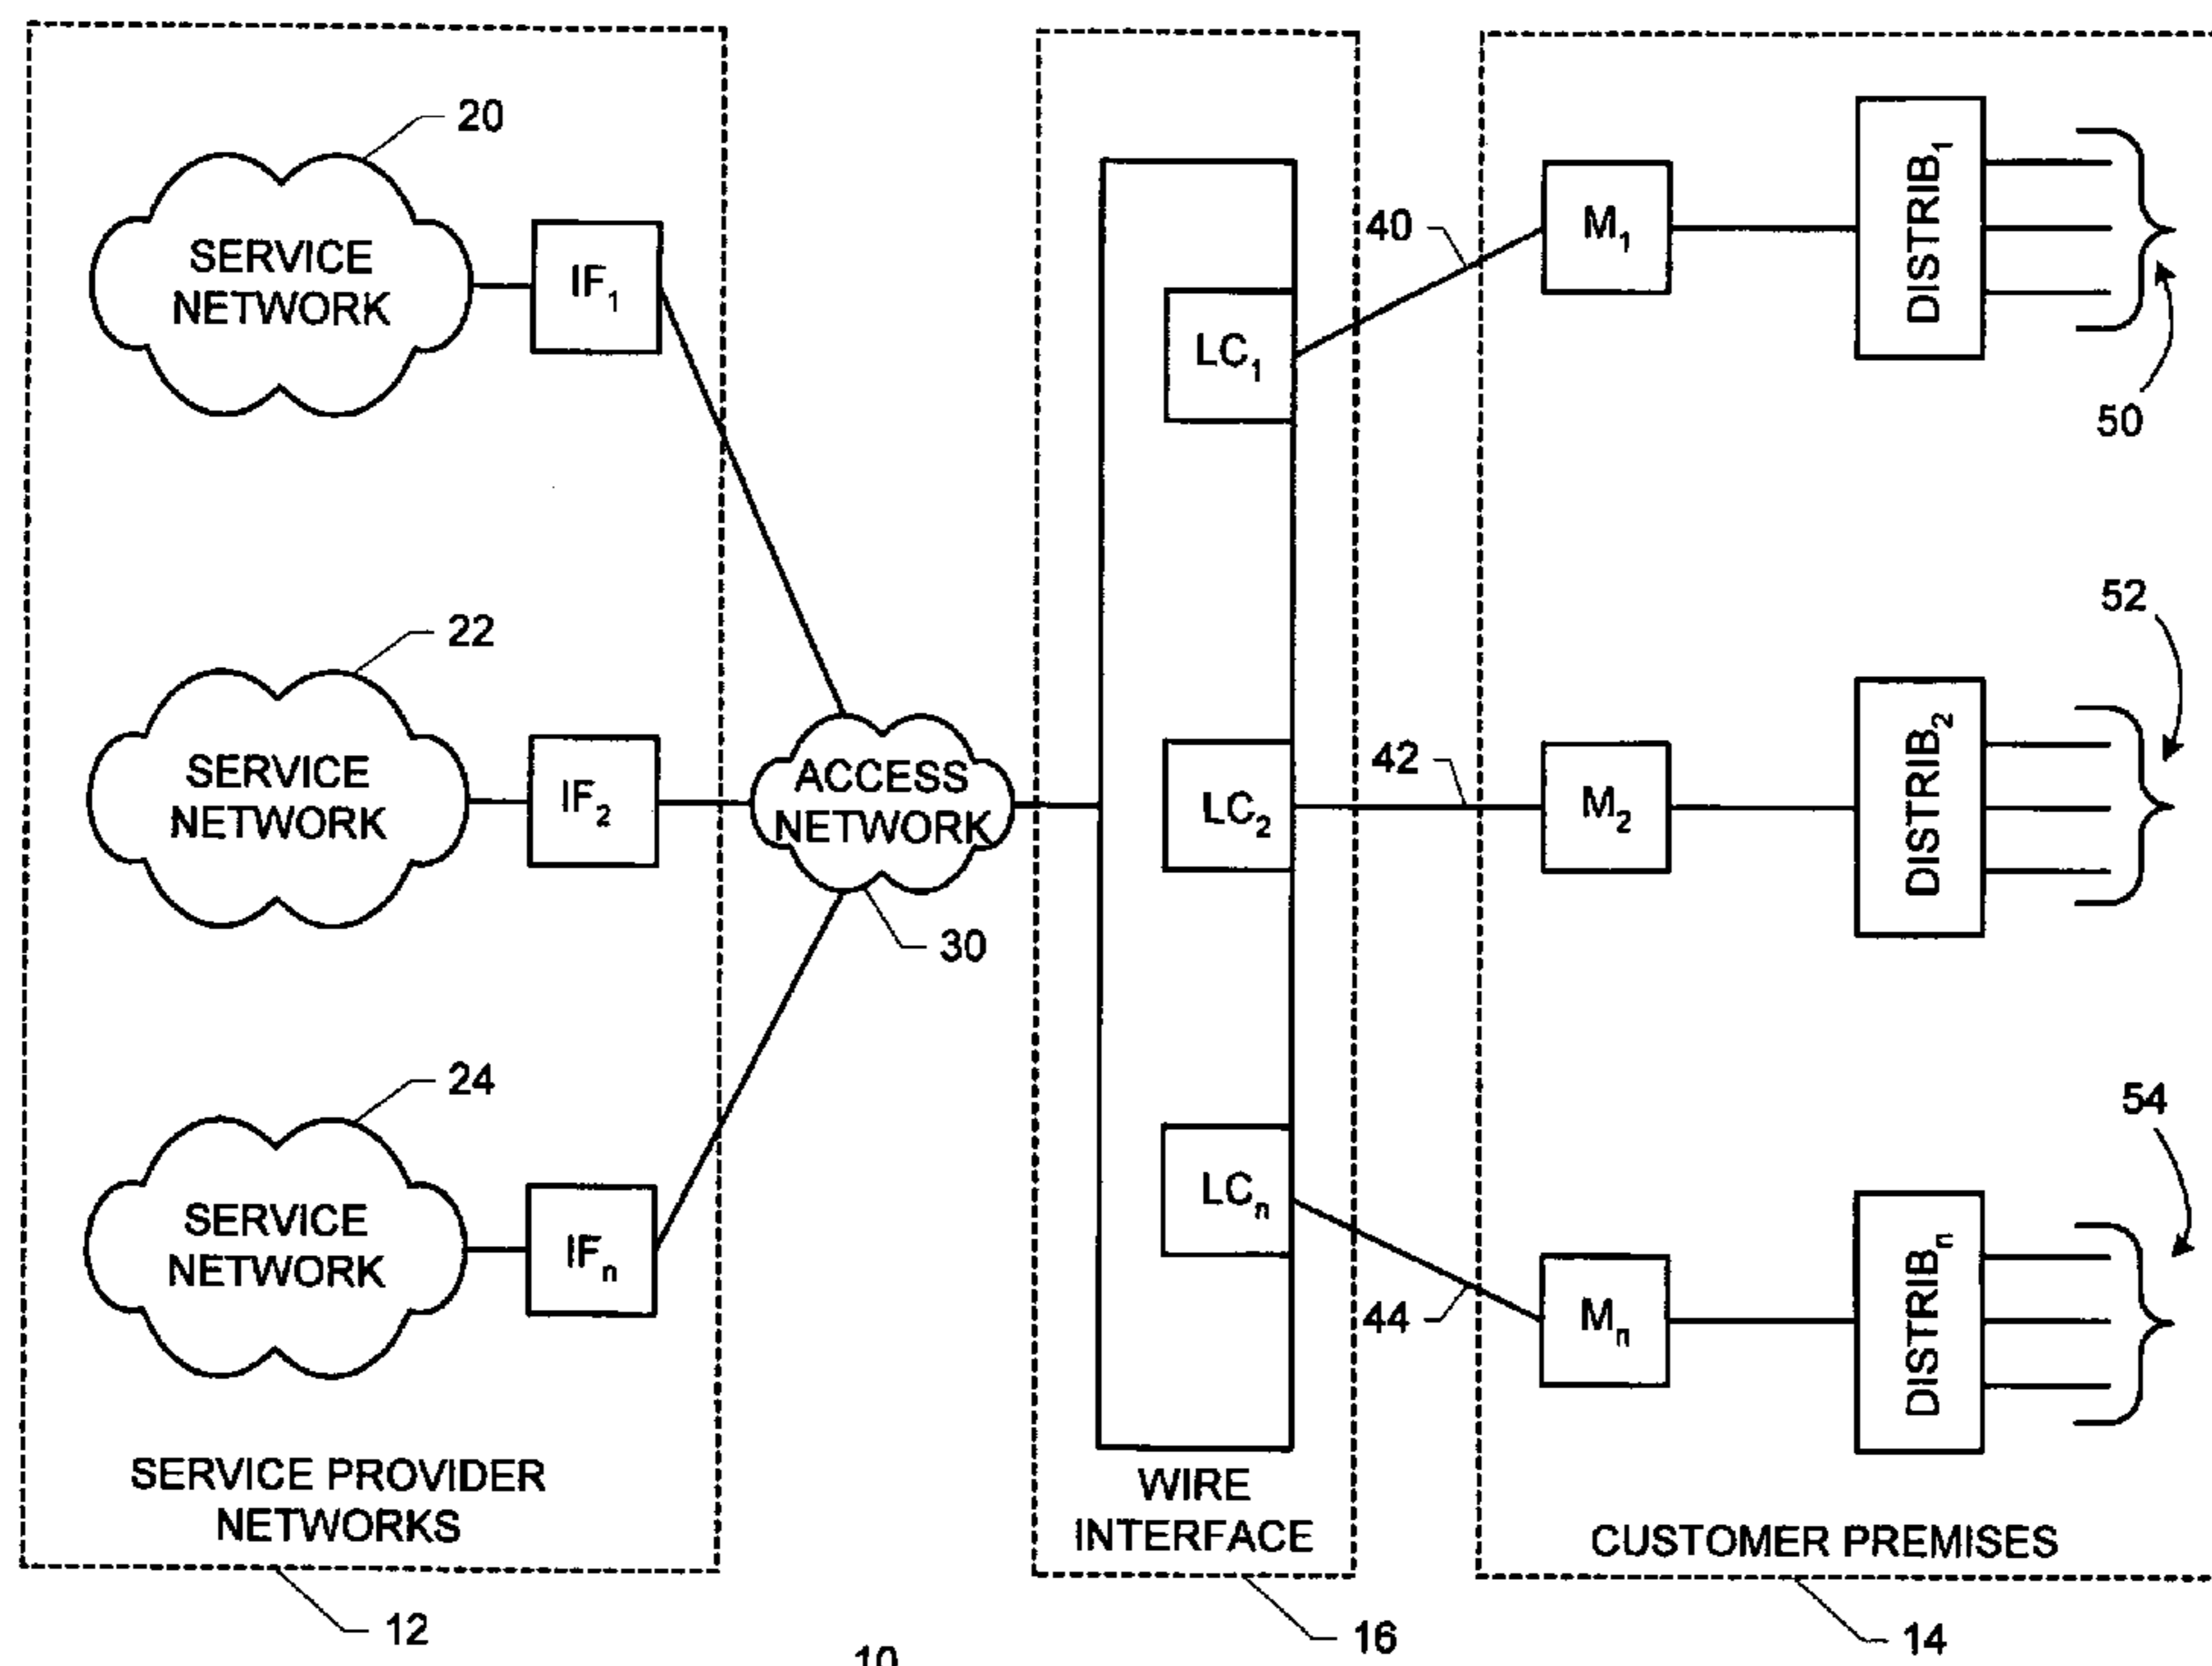 20
SERVICE
NETWORK
IF₁
22
SERVICE
NETWORK
IF₂
24
SERVICE
NETWORK
IFₙ
SERVICE PROVIDER
NETWORKS
12
ACCESS
NETWORK
30
LC₁
LC₂
LCₙ
WIRE
INTERFACE
16
40
42
44
M₁
DISTRIB₁
50
M₂
DISTRIB₂
52
Mₙ
DISTRIBₙ
54
CUSTOMER PREMISES
14
10